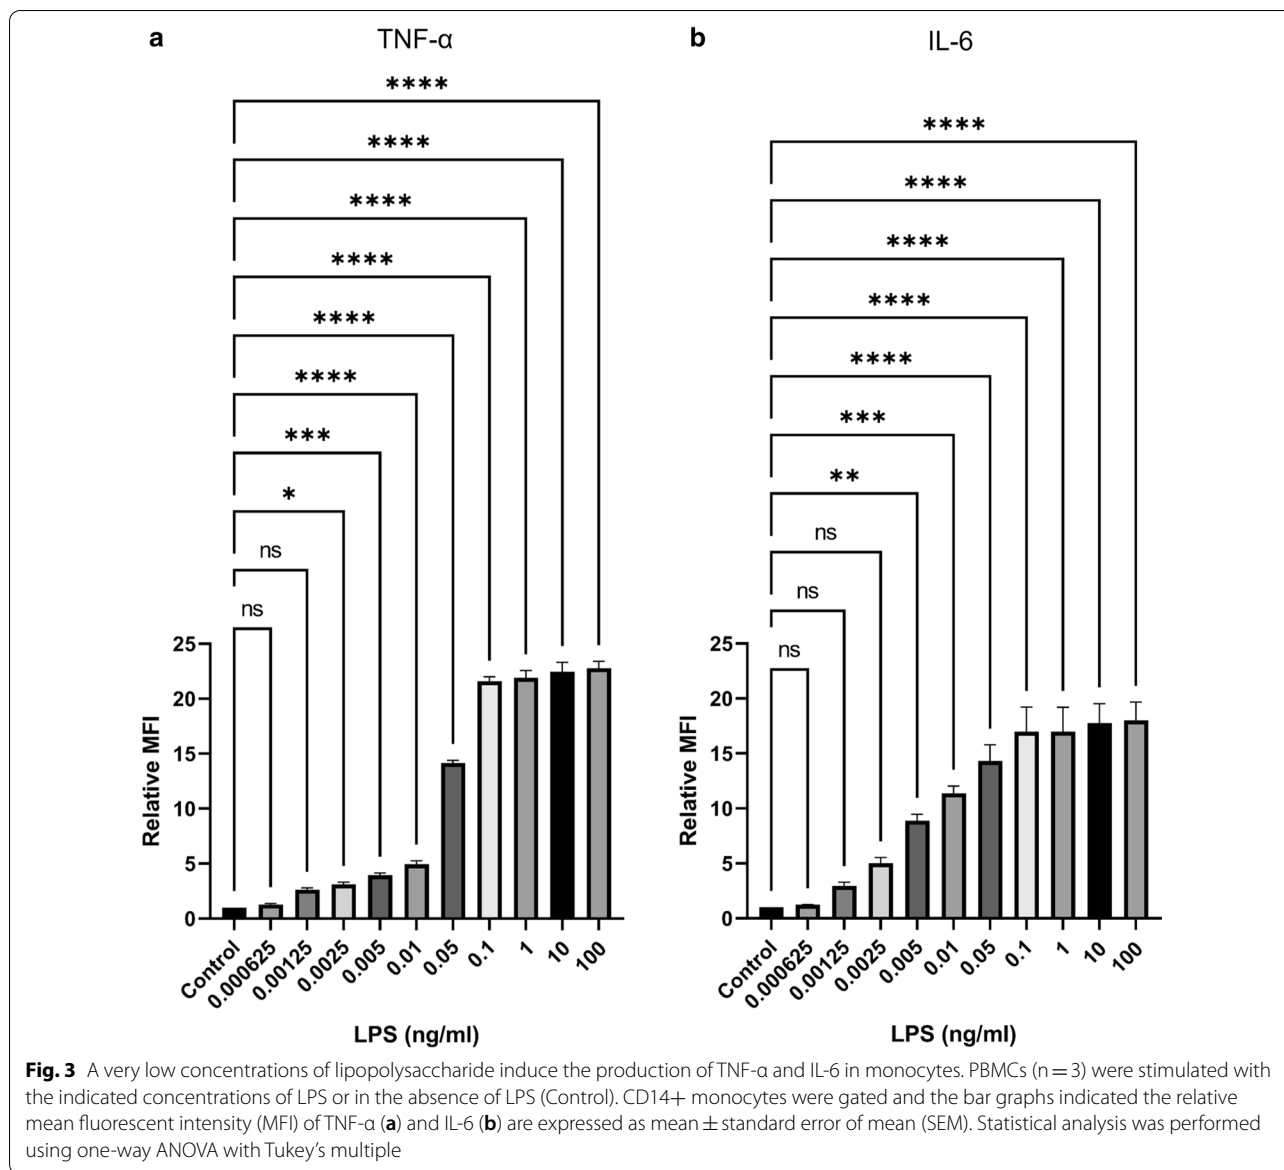 a TNF-α
****
****
****
****
****
****
***
*
ns
ns
25
20
15
10
5
0
Relative MFI
Control 0.000625 0.00125 0.0025 0.005 0.01 0.05 0.1 1 10 100
LPS (ng/ml)
b IL-6
****
****
****
****
****
***
**
ns
ns
ns
25
20
15
10
5
0
Relative MFI
Control 0.000625 0.00125 0.0025 0.005 0.01 0.05 0.1 1 10 100
LPS (ng/ml)
Fig. 3 A very low concentrations of lipopolysaccharide induce the production of TNF-α and IL-6 in monocytes. PBMCs (n = 3) were stimulated with
the indicated concentrations of LPS or in the absence of LPS (Control). CD14+ monocytes were gated and the bar graphs indicated the relative
mean fluorescent intensity (MFI) of TNF-α (a) and IL-6 (b) are expressed as mean ± standard error of mean (SEM). Statistical analysis was performed
using one-way ANOVA with Tukey's multiple